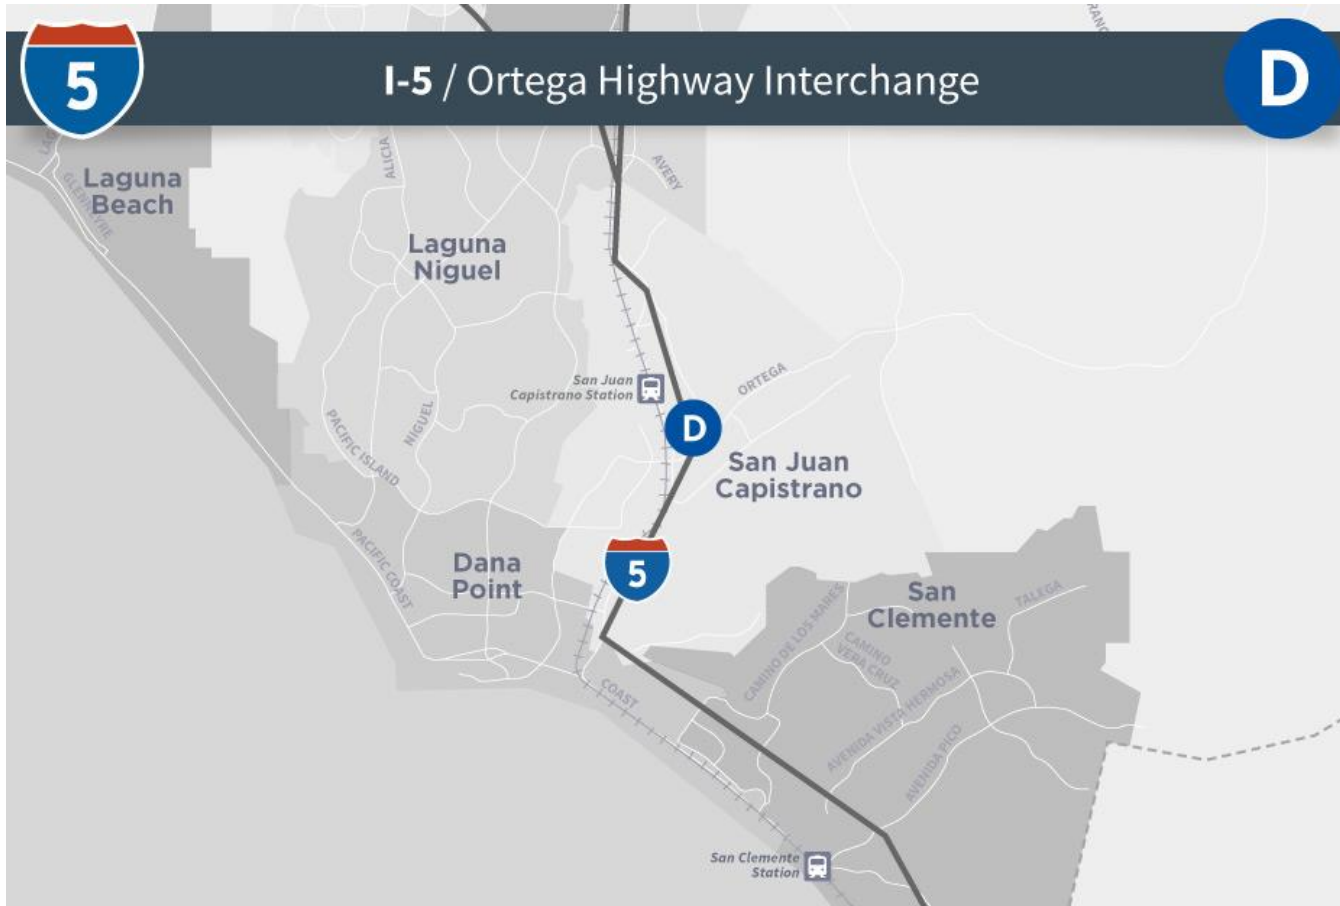 5
I-5 / Ortega Highway Interchange
D
Laguna
Beach
GLENNEYRE
ALICIA
AVERY
Laguna
Niguel
San Juan
Capistrano Station
ORTEGA
D
PACIFIC ISLAND
NIGUEL
San Juan
Capistrano
PACIFIC COAST
Dana
Point
5
San
Clemente
TALEGA
CAMINO DE LOS MARES
CAMINO
VERA CRUZ
AVENIDA VISTA HERMOSA
COAST
AVENIDA PICO
San Clemente
Station